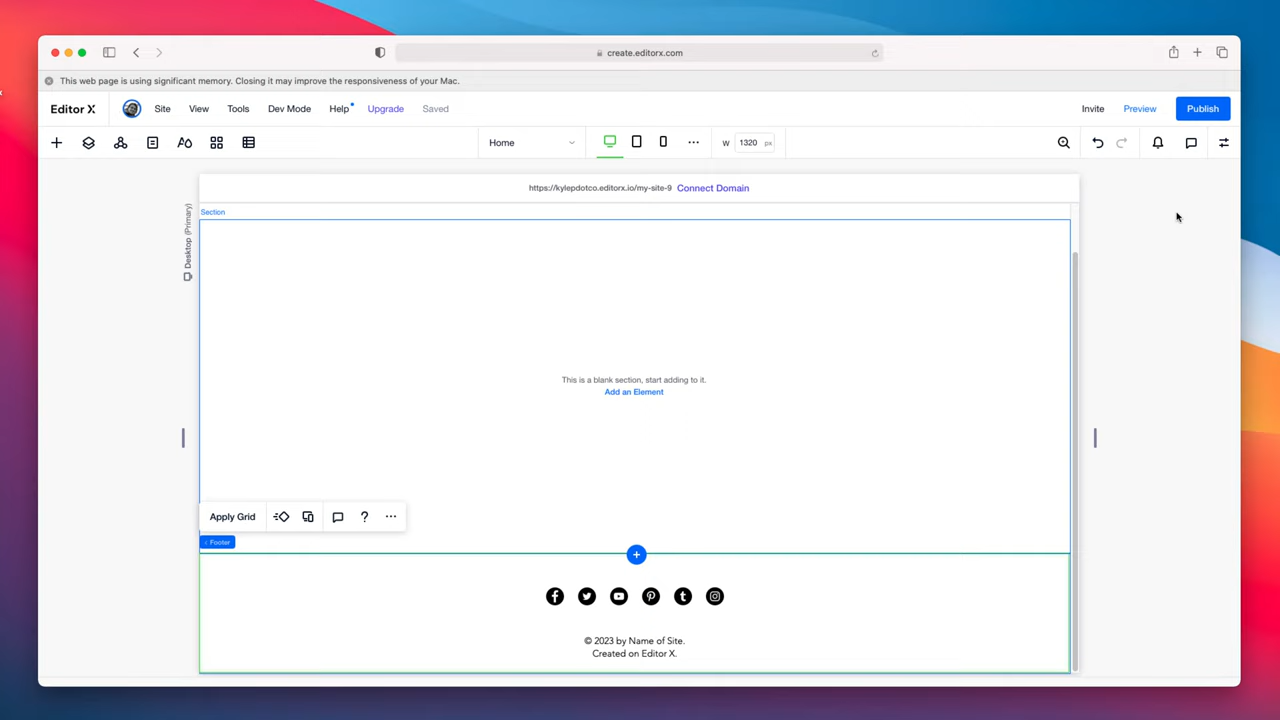 create.editorx.com
This web page is using significant memory. Closing it may improve the responsiveness of your Mac.
Editor X Site View Tools Dev Mode Help Upgrade Saved Invite Preview Publish
Home W 1320 px
https://kylepdotco.editorx.io/my-site-9 Connect Domain
Section
Desktop (Primary)
This is a blank section, start adding to it.
Add an Element
Apply Grid
‹ Footer
© 2023 by Name of Site.
Created on Editor X.